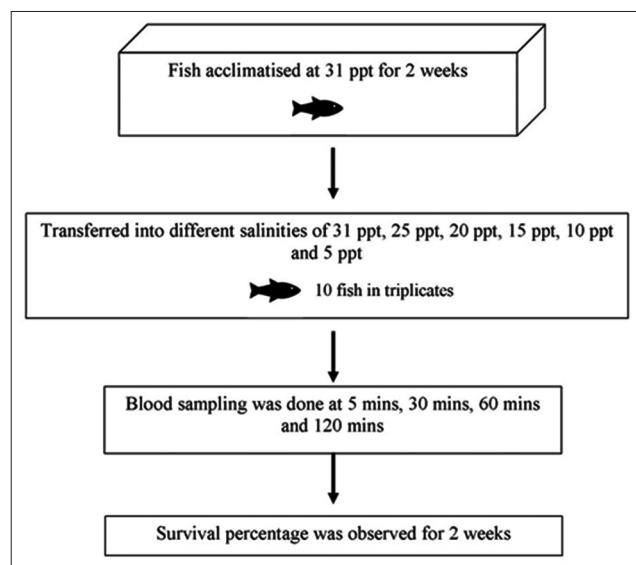 Fish acclimatised at 31 ppt for 2 weeks
Transferred into different salinities of 31 ppt, 25 ppt, 20 ppt, 15 ppt, 10 ppt
and 5 ppt
10 fish in triplicates
Blood sampling was done at 5 mins, 30 mins, 60 mins
and 120 mins
Survival percentage was observed for 2 weeks